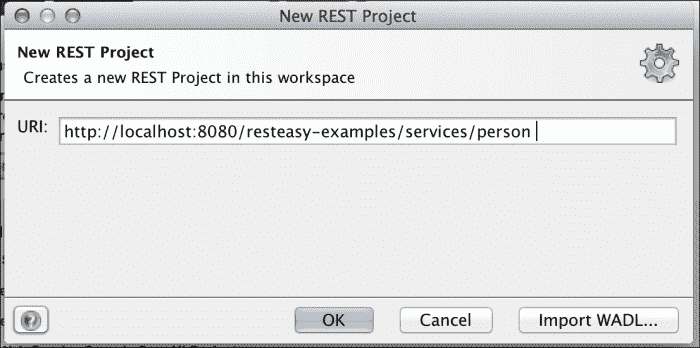 New REST Project
New REST Project
Creates a new REST Project in this workspace
URI: http://localhost:8080/resteasy-examples/services/person
OK Cancel Import WADL...